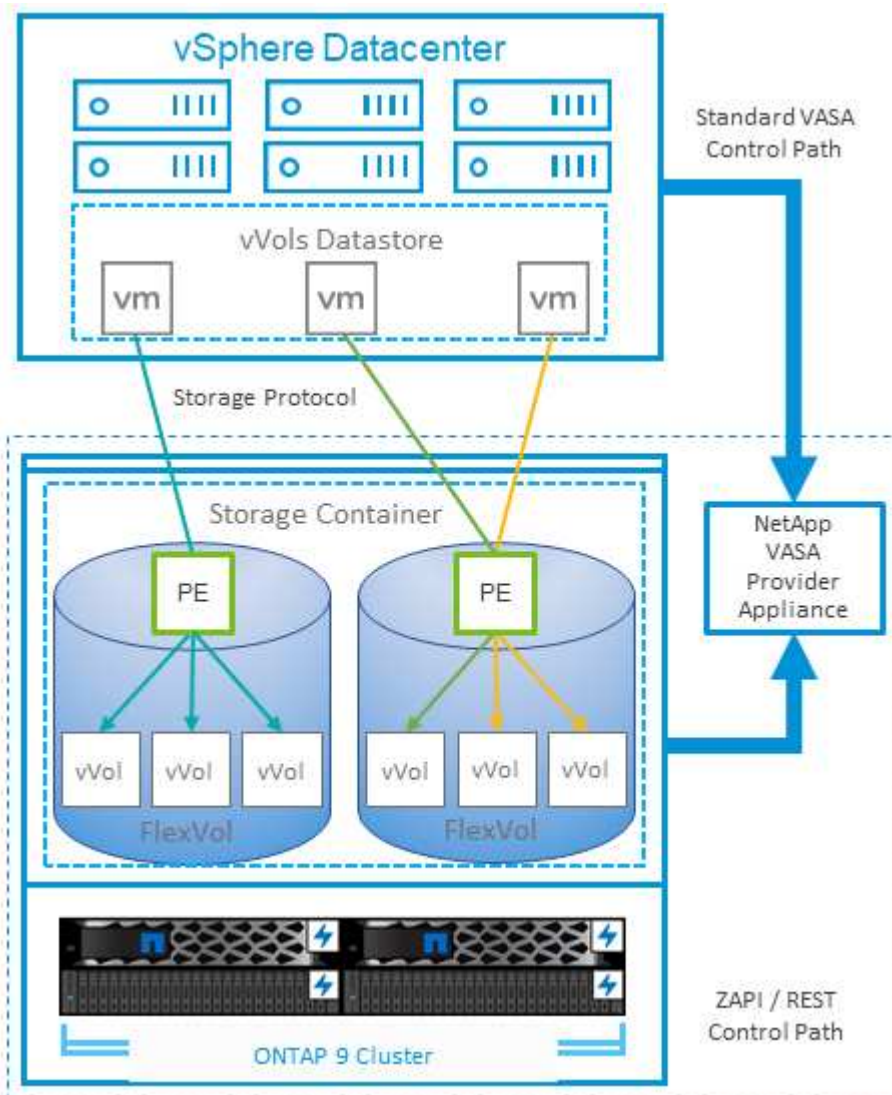 vSphere Datacenter
Standard VASA
Control Path
vVols Datastore
vm
vm
vm
Storage Protocol
Storage Container
NetApp
VASA
Provider
Appliance
PE
PE
vVol
vVol
vVol
vVol
vVol
vVol
FlexVol
FlexVol
ZAPI / REST
Control Path
ONTAP 9 Cluster